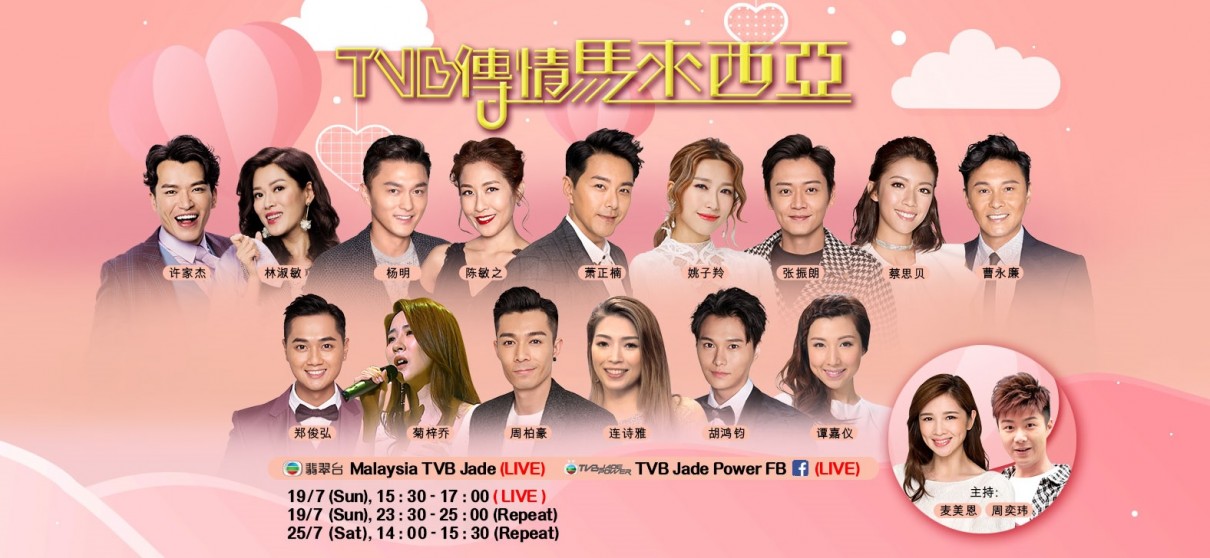 TVB傳情馬來西亞
许家杰 林淑敏 杨明 陈敏之 萧正楠 姚子羚 张振朗 蔡思贝 曹永廉
郑俊弘 菊梓乔 周柏豪 连诗雅 胡鸿钧 谭嘉仪
翡翠台 Malaysia TVB Jade (LIVE) TVB JADE POWER TVB Jade Power FB f (LIVE)
19/7 (Sun), 15 : 30 - 17 : 00 ( LIVE )
19/7 (Sun), 23 : 30 - 25 : 00 (Repeat)
25/7 (Sat), 14 : 00 - 15 : 30 (Repeat)
主持:
麦美恩 周奕玮